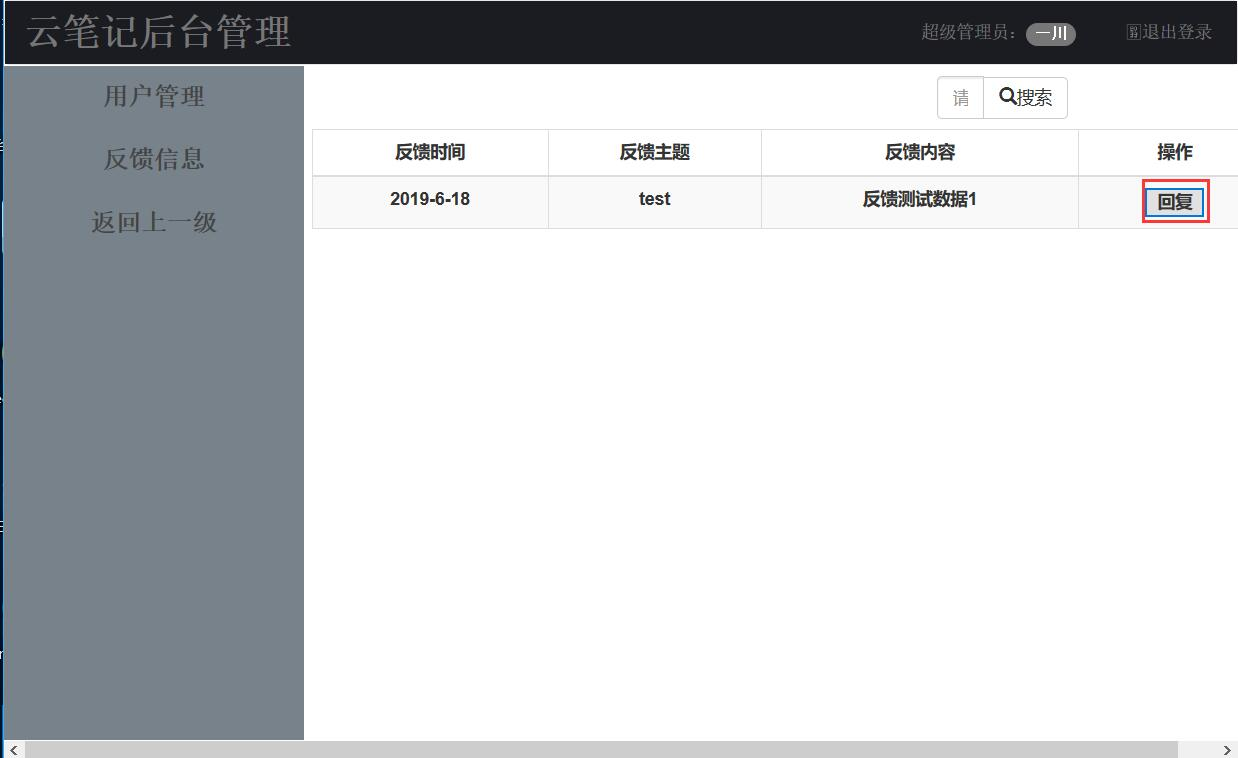 云笔记后台管理
超级管理员： 一川
退出登录
用户管理
反馈信息
返回上一级
请
搜索
反馈时间 反馈主题 反馈内容 操作
2019-6-18 test 反馈测试数据1 回复